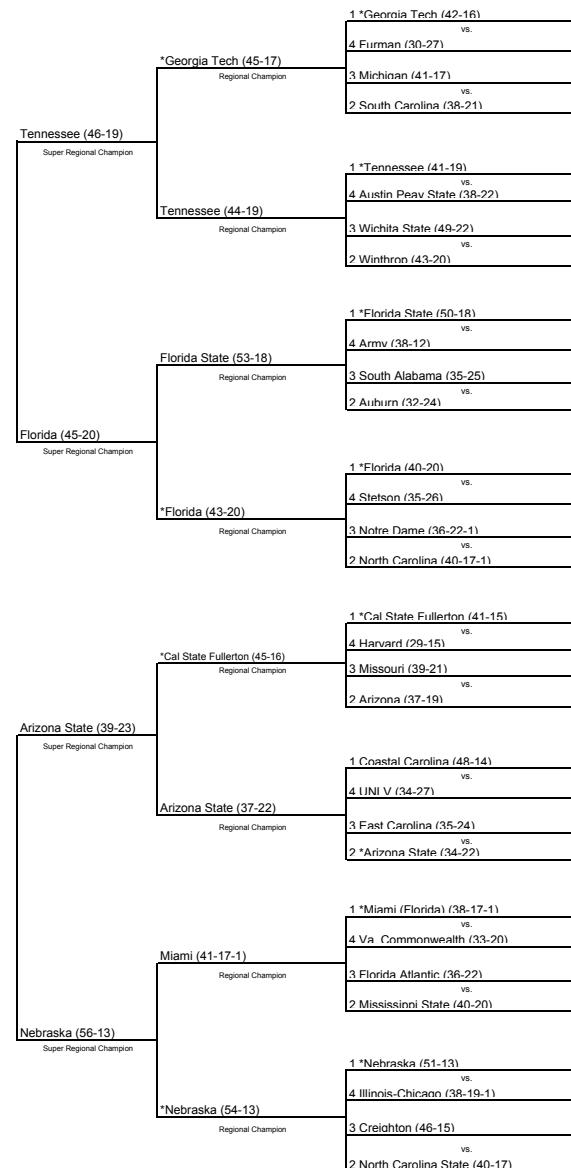 1 *Georgia Tech (42-16)
vs.
4 Furman (30-27)
*Georgia Tech (45-17)
Regional Champion
3 Michigan (41-17)
vs.
2 South Carolina (38-21)
Tennessee (46-19)
Super Regional Champion
1 *Tennessee (41-19)
vs.
4 Austin Peay State (38-22)
Tennessee (44-19)
Regional Champion
3 Wichita State (49-22)
vs.
2 Winthrop (43-20)
1 *Florida State (50-18)
vs.
4 Army (38-12)
Florida State (53-18)
Regional Champion
3 South Alabama (35-25)
vs.
2 Auburn (32-24)
Florida (45-20)
Super Regional Champion
1 *Florida (40-20)
vs.
4 Stetson (35-26)
*Florida (43-20)
Regional Champion
3 Notre Dame (36-22-1)
vs.
2 North Carolina (40-17-1)
1 *Cal State Fullerton (41-15)
vs.
4 Harvard (29-15)
*Cal State Fullerton (45-16)
Regional Champion
3 Missouri (39-21)
vs.
2 Arizona (37-19)
Arizona State (39-23)
Super Regional Champion
1 Coastal Carolina (48-14)
vs.
4 UNLV (34-27)
Arizona State (37-22)
Regional Champion
3 East Carolina (35-24)
vs.
2 *Arizona State (34-22)
1 *Miami (Florida) (38-17-1)
vs.
4 Va. Commonwealth (33-20)
Miami (41-17-1)
Regional Champion
3 Florida Atlantic (36-22)
vs.
2 Mississippi State (40-20)
Nebraska (56-13)
Super Regional Champion
1 *Nebraska (51-13)
vs.
4 Illinois-Chicago (38-19-1)
*Nebraska (54-13)
Regional Champion
3 Creighton (46-15)
vs.
2 North Carolina State (40-17)